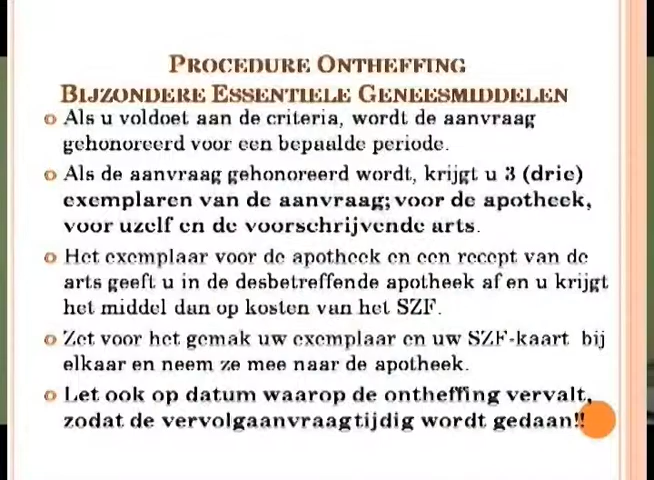 PROCEDURE ONTHEFFING
BIJZONDERE ESSENTIELE GENEESMIDDELEN
Als u voldoet aan de criteria, wordt de aanvraag
gehonoreerd voor een bepaalde periode.
Als de aanvraag gehonoreerd wordt, krijgt u 3 (drie)
exemplaren van de aanvraag; voor de apotheek,
voor uzelf en de voorschrijvende arts.
Het exemplaar voor de apotheek en een recept van de
arts geeft u in de desbetreffende apotheek af en u krijgt
het middel dan op kosten van het SZF.
Zet voor het gemak uw exemplaar en uw SZF-kaart bij
elkaar en neem ze mee naar de apotheek.
Let ook op datum waarop de ontheffing vervalt,
zodat de vervolgaanvraagtijdig wordt gedaan!!